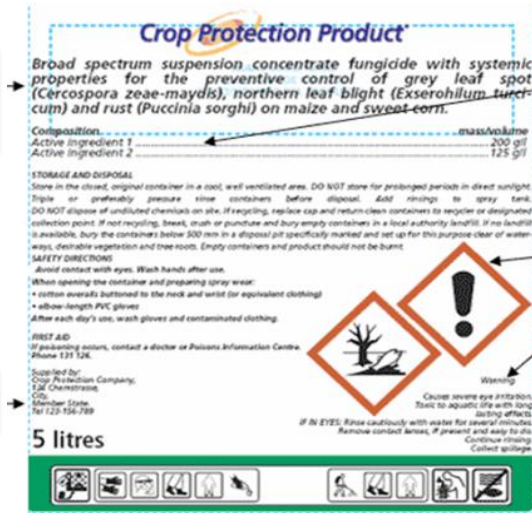 Crop Protection Product
Broad spectrum suspension concentrate fungicide with systemic
properties for the preventive control of grey leaf spot
(Cercospora zeae-maydis), northern leaf blight (Exserohilum turci-
cum) and rust (Puccinia sorghi) on maize and sweet corn.
Composition mass/volume
Active Ingredient 1 200 g/l
Active Ingredient 2 125 g/l
STORAGE AND DISPOSAL
Store in the closed, original container in a cool, well ventilated area. DO NOT store for prolonged periods in direct sunlight.
Triple or preferably pressure rinse containers before disposal. Add rinsings to spray tank.
DO NOT dispose of undiluted chemicals on site. If recycling, replace cap and return clean containers to recycler or designated
collection point. If not recycling, break, crush or puncture and bury empty containers in a local authority landfill. If no landfill
is available, bury the containers below 500 mm in a disposal pit specifically marked and set up for this purpose clear of water-
ways, desirable vegetation and tree roots. Empty containers and product should not be burnt.
SAFETY DIRECTIONS
Avoid contact with eyes. Wash hands after use.
When opening the container and preparing spray wear:
• cotton overalls buttoned to the neck and wrist (or equivalent clothing)
• elbow-length PVC gloves
After each day's use, wash gloves and contaminated clothing.
FIRST AID
If poisoning occurs, contact a doctor or Poisons Information Centre.
Phone 131 126.
Supplied by:
Crop Protection Company,
Chemstrasse,
City,
Member State.
Tel 123-156-789
5 litres
Warning
Causes severe eye irritation.
Toxic to aquatic life with long
lasting effects.
IF IN EYES: Rinse cautiously with water for several minutes.
Remove contact lenses, if present and easy to do.
Continue rinsing.
Collect spillage.